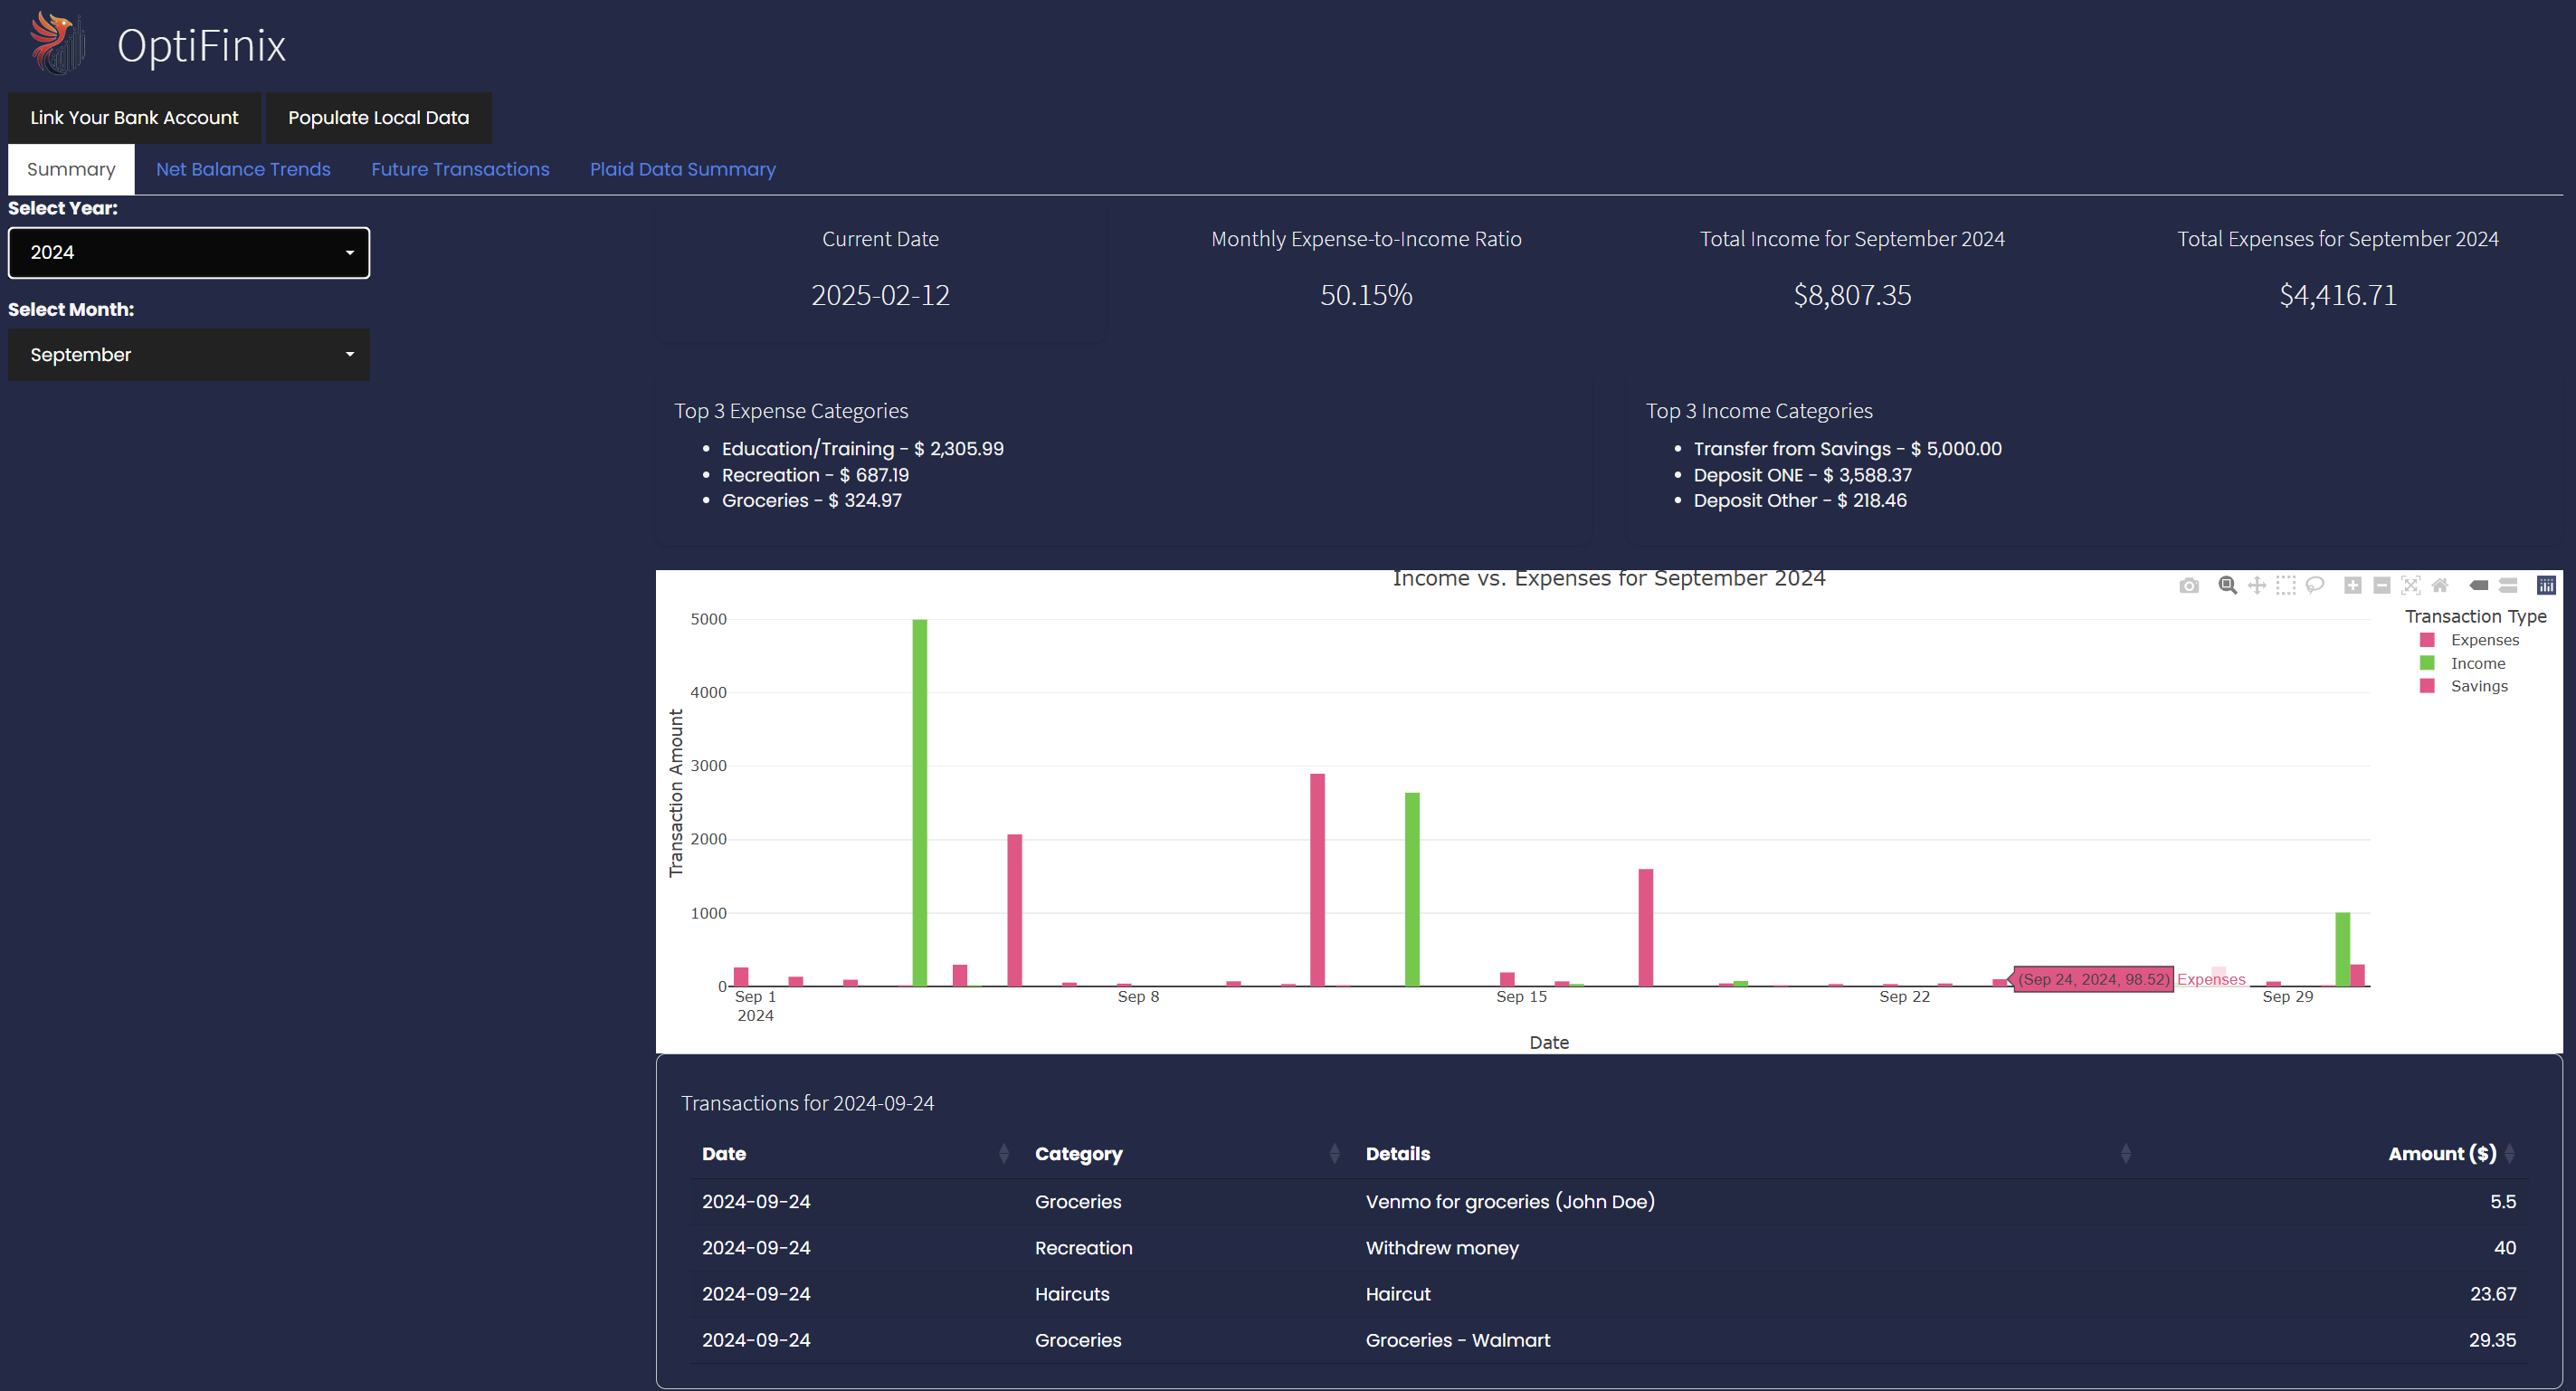 OptiFinix
Link Your Bank Account Populate Local Data
Summary Net Balance Trends Future Transactions Plaid Data Summary
Select Year:
2024
Select Month:
September
Current Date
2025-02-12
Monthly Expense-to-Income Ratio
50.15%
Total Income for September 2024
$8,807.35
Total Expenses for September 2024
$4,416.71
Top 3 Expense Categories
• Education/Training - $ 2,305.99
• Recreation - $ 687.19
• Groceries - $ 324.97
Top 3 Income Categories
• Transfer from Savings - $ 5,000.00
• Deposit ONE - $ 3,588.37
• Deposit Other - $ 218.46
Income vs. Expenses for September 2024
Transaction Type
Expenses
Income
Savings
Transaction Amount
5000
4000
3000
2000
1000
0
(Sep 24, 2024, 98.52) Expenses
Sep 1 Sep 8 Sep 15 Sep 22 Sep 29
2024
Date
Transactions for 2024-09-24
Date Category Details Amount ($)
2024-09-24 Groceries Venmo for groceries (John Doe) 5.5
2024-09-24 Recreation Withdrew money 40
2024-09-24 Haircuts Haircut 23.67
2024-09-24 Groceries Groceries - Walmart 29.35